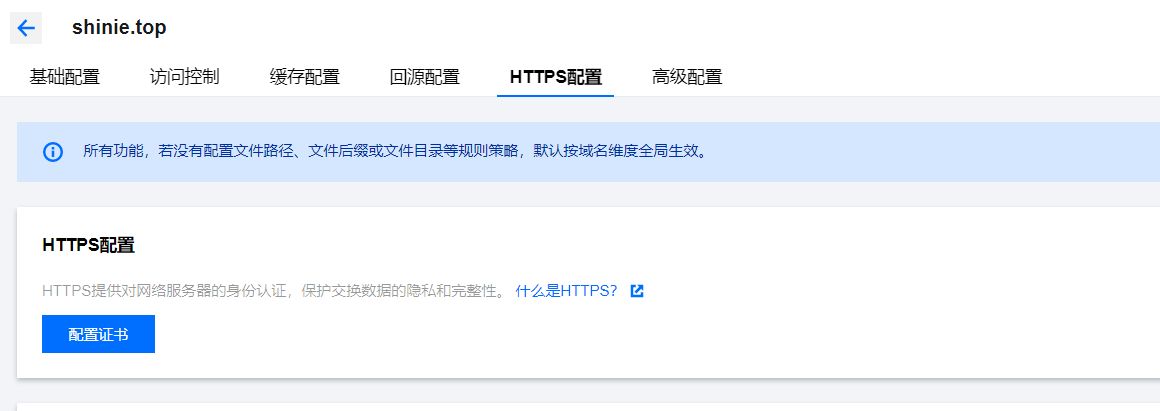 shinie.top
基础配置 访问控制 缓存配置 回源配置 HTTPS配置 高级配置
所有功能，若没有配置文件路径、文件后缀或文件目录等规则策略，默认按域名维度全局生效。
HTTPS配置
HTTPS提供对网络服务器的身份认证，保护交换数据的隐私和完整性。 什么是HTTPS？
配置证书